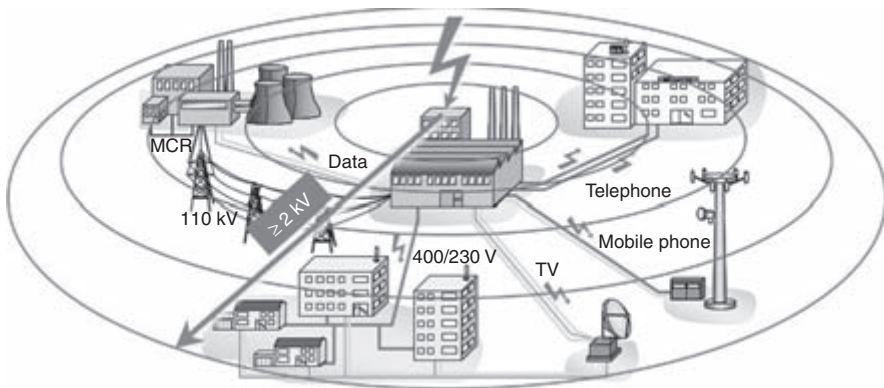 MCR
Data
110 kV
≥ 2 kV
Telephone
Mobile phone
400/230 V
TV